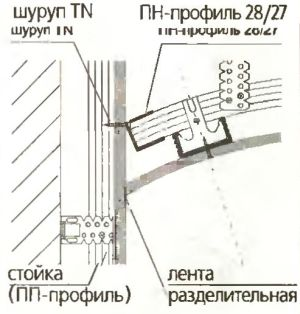 шуруп TN ПН-профиль 28/27
шуруп TN ПН-профиль 28/27
стойка лента
(ПП-профиль) разделительная